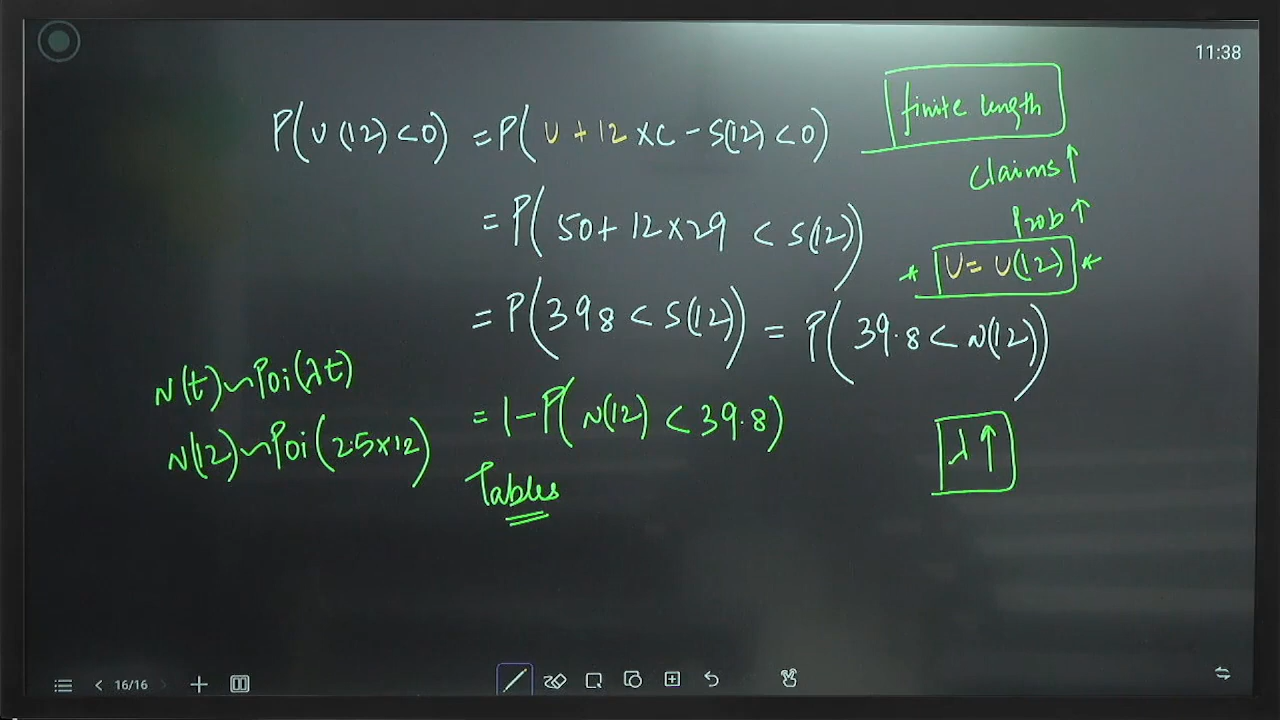 11:38
finite length
P(U(12)<0) = P(U+12×C-S(12)<0)
claims↑
Prob↑
= P(50+12×29 < S(12))
* U= U(12) *
= P(398 < S(12)) = P(39.8 < N(12))
N(t)~Poi(λt)
= 1-P(N(12) < 39.8)
N(12)~Poi(2.5×12)
λ↑
Tables
16/16